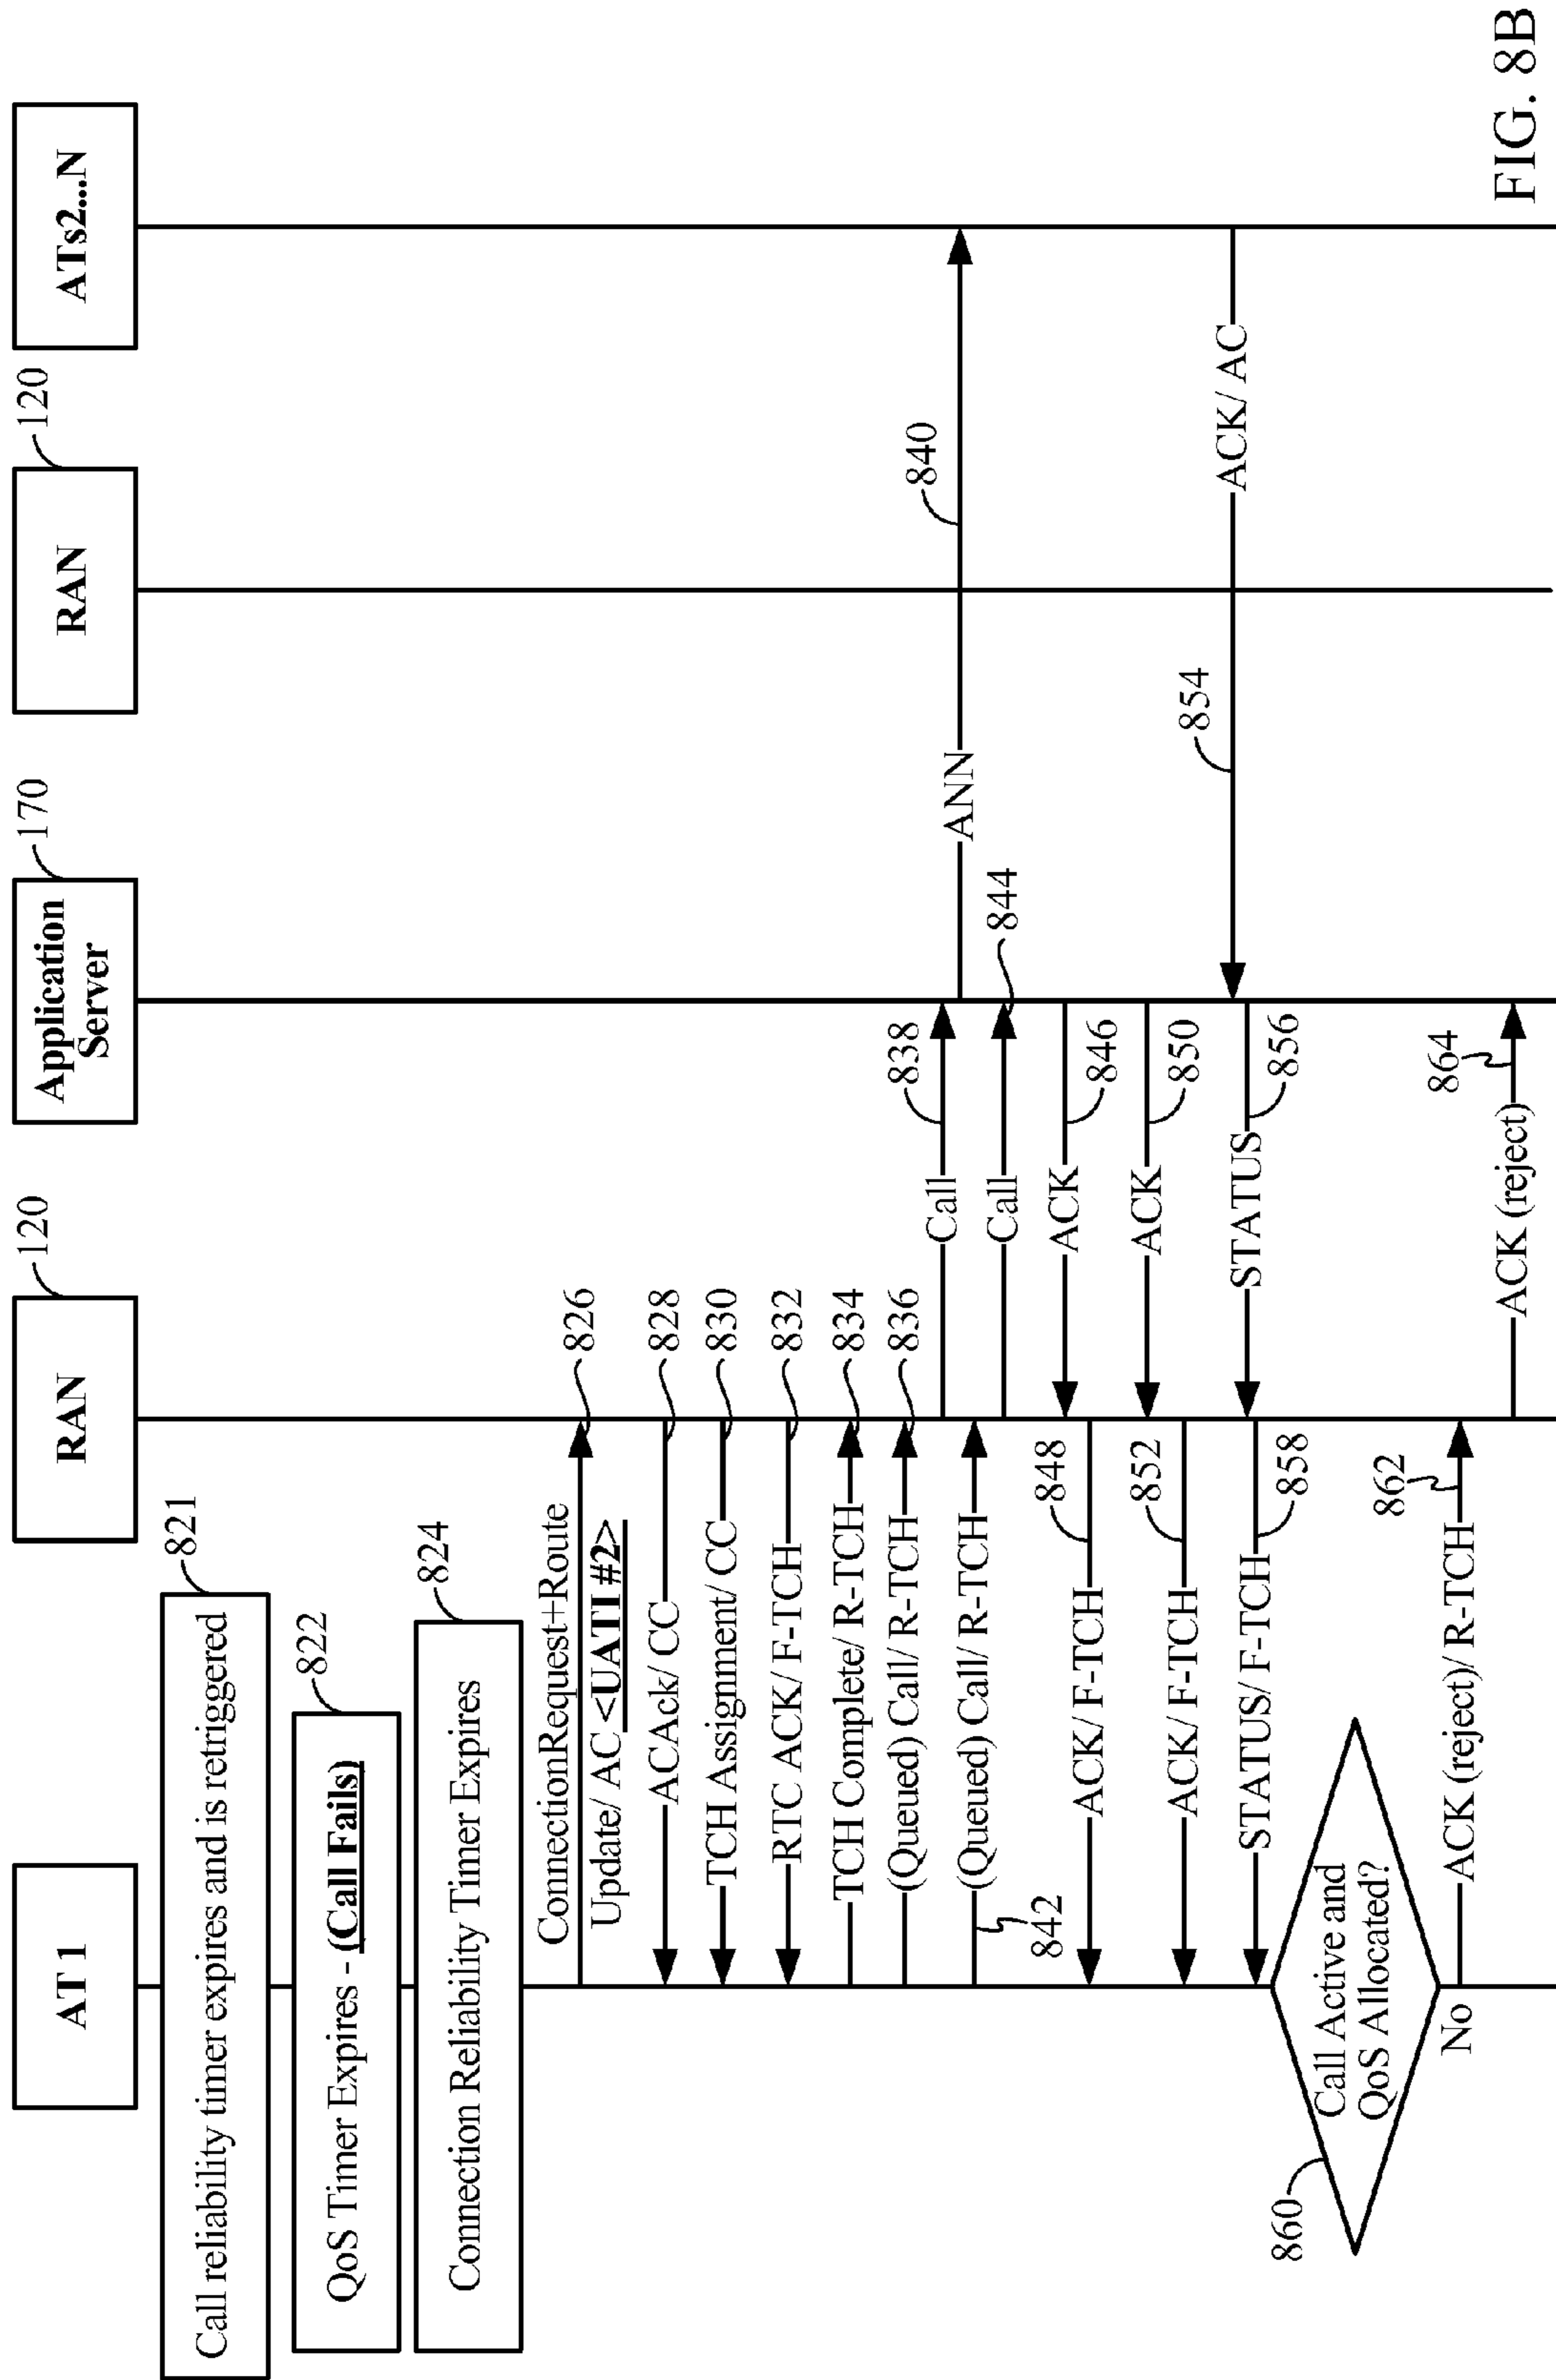 AT 1
RAN
120
Application
Server
170
RAN
120
ATs2...N
Call reliability timer expires and is retriggered
821
QoS Timer Expires - (Call Fails)
822
Connection Reliability Timer Expires
824
ConnectionRequest+Route
Update/ AC <UATI #2>
826
ACAck/ CC
828
TCH Assignment/ CC
830
RTC ACK/ F-TCH
832
TCH Complete/ R-TCH
834
(Queued) Call/ R-TCH
836
Call
838
ANN
840
(Queued) Call/ R-TCH
842
Call
844
ACK
846
ACK/ F-TCH
848
ACK
850
ACK/ F-TCH
852
ACK/ AC
854
STATUS
856
STATUS/ F-TCH
858
Call Active and
QoS Allocated?
860
No
ACK (reject)/ R-TCH
862
ACK (reject)
864
FIG. 8B